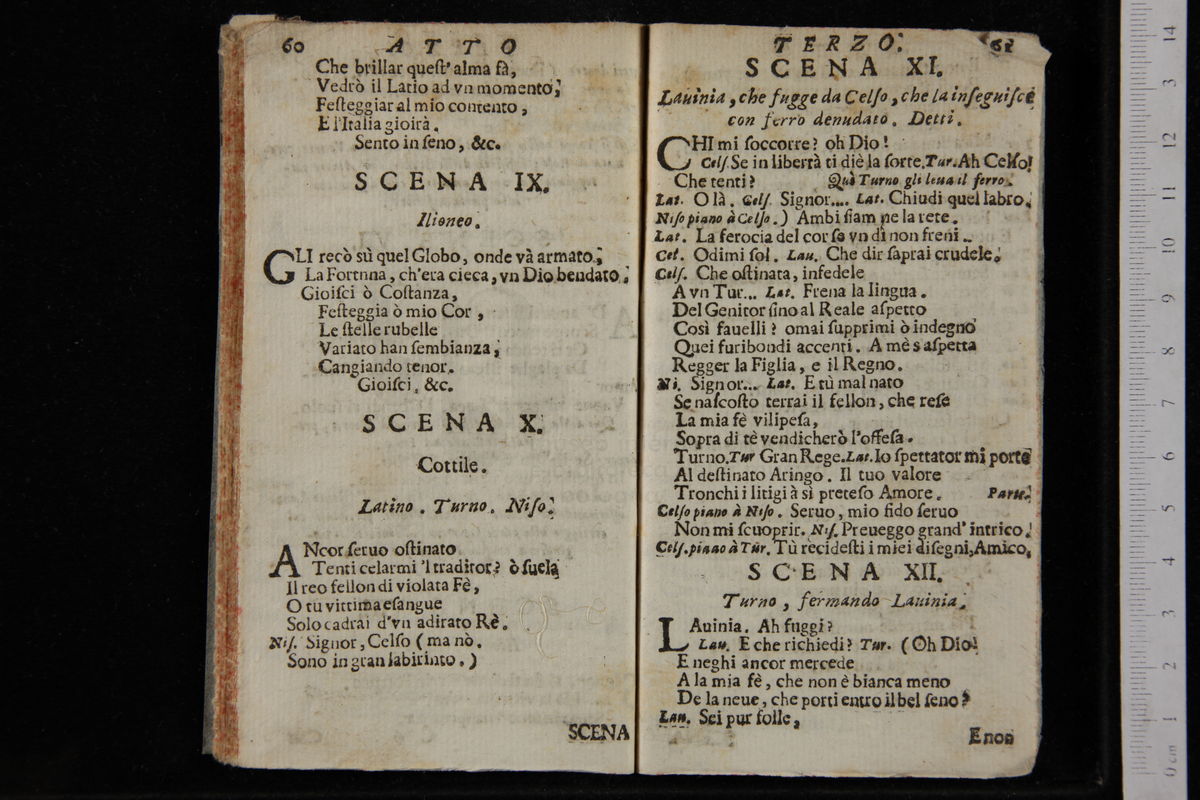 60 ATTO
Che brillar queſt' alma fà,
Vedrò il Latio ad vn momento,
Feſteggiar al mio contento,
E l'Italia gioirà.
Sento in ſeno, &c.
SCENA IX.
Ilioneo.
GLI recò sù quel Globo, onde và armato,
La Fortnna, ch'era cieca, vn Dio bendato,
Gioiſci ò Coſtanza,
Feſteggia ò mio Cor,
Le ſtelle rubelle
Variato han ſembianza,
Cangiando tenor.
Gioiſci, &c.
SCENA X.
Cottile.
Latino. Turno. Niſo.
ANcor ſeruo oſtinato
Tenti celarmi 'l traditor? ò ſuela
Il reo fellon di violata Fè,
O tu vittima eſangue
Solo cadrai d'vn adirato Rè.
Niſ. Signor, Celſo (ma nò.
Sono in gran labirinto.)
SCENA
TERZO. 61
SCENA XI.
Lauinia, che fugge da Celſo, che la inſeguiſce
con ferro denudato. Detti.
CHI mi ſoccorre? oh Dio!
Celſ. Se in libertà ti diè la ſorte. Tur. Ah Celſo!
Che tenti? Quì Turno gli leua il ferro.
Lat. O là. Celſ. Signor.... Lat. Chiudi quel labro.
Niſo piano à Celſo.) Ambi ſiam ne la rete.
Lat. La ferocia del cor ſe vn dì non freni..
Cel. Odimi ſol. Lau. Che dir ſaprai crudele.
Celſ. Che oſtinata, infedele
A vn Tur... Lat. Frena la lingua.
Del Genitor ſino al Reale aſpetto
Così fauelli? omai ſupprimi ò indegno
Quei furibondi accenti. A mè s aſpetta
Regger la Figlia, e il Regno.
Ni. Signor... Lat. E tù mal nato
Se naſcoſto terrai il fellon, che reſe
La mia fè vilipeſa,
Sopra di tè vendicherò l'offeſa.
Turno. Tur Gran Rege. Lat. Io ſpettator mi porto
Al deſtinato Aringo. Il tuo valore
Tronchi i litigi à sì preteſo Amore. Parte.
Celſo piano à Niſo. Seruo, mio fido ſeruo
Non mi ſcuoprir. Niſ. Preueggo grand' intrico.
Celſ. piano à Tur. Tù recideſti i miei diſegni, Amico.
SCENA XII.
Turno, fermando Lauinia.
LAuinia. Ah fuggi?
Lau. E che richiedi? Tur. (Oh Dio!
E neghi ancor mercede
A la mia fè, che non è bianca meno
De la neue, che porti entro il bel ſeno?
Lau. Sei pur folle,
E non